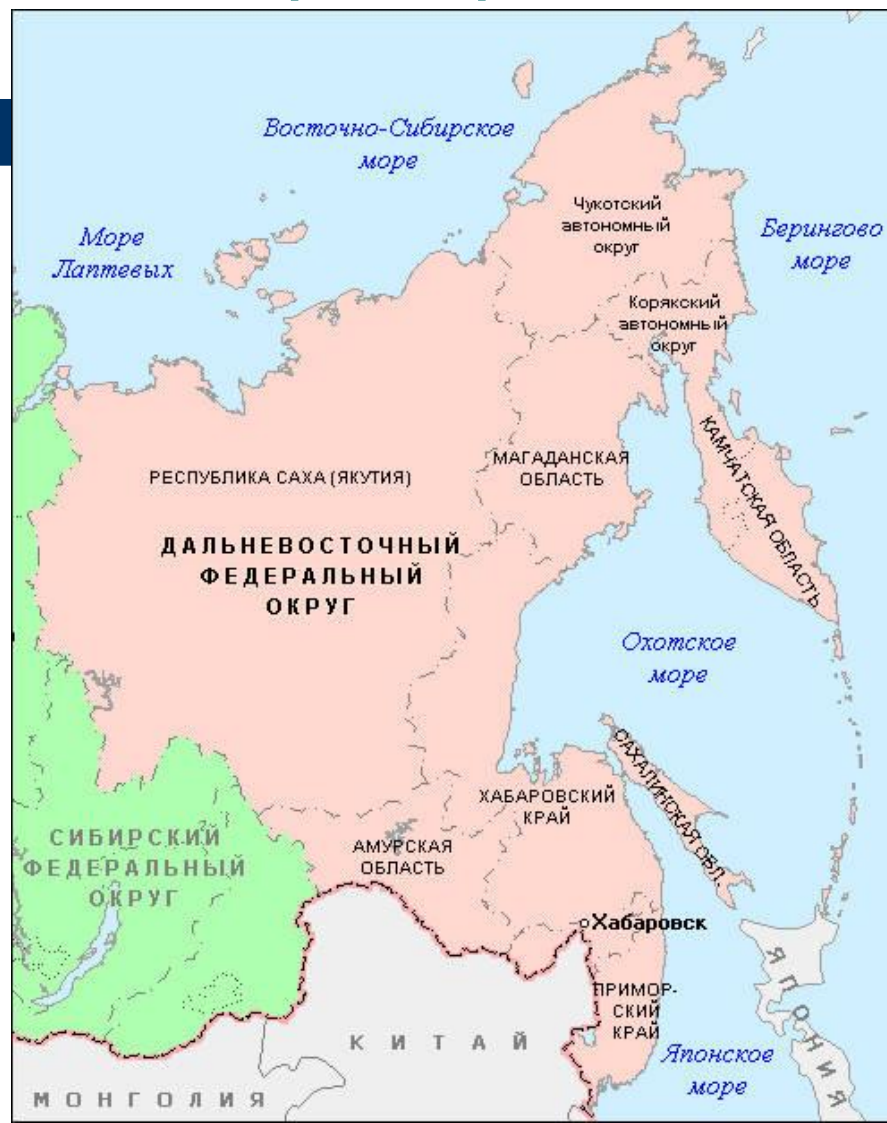 Восточно-Сибирское
море
Море
Лаптевых
Чукотский
автономный
округ
Берингово
море
Корякский
автономный
округ
КАМЧАТСКАЯ ОБЛАСТЬ
МАГАДАНСКАЯ
ОБЛАСТЬ
РЕСПУБЛИКА САХА (ЯКУТИЯ)
ДАЛЬНЕВОСТОЧНЫЙ
ФЕДЕРАЛЬНЫЙ
ОКРУГ
Охотское
море
САХАЛИНСКАЯ ОБЛ.
ХАБАРОВСКИЙ
КРАЙ
АМУРСКАЯ
ОБЛАСТЬ
СИБИРСКИЙ
ФЕДЕРАЛЬНЫЙ
ОКРУГ
Хабаровск
ПРИМОР-
СКИЙ
КРАЙ
ЯПОНИЯ
КИТАЙ
Японское
море
МОНГОЛИЯ